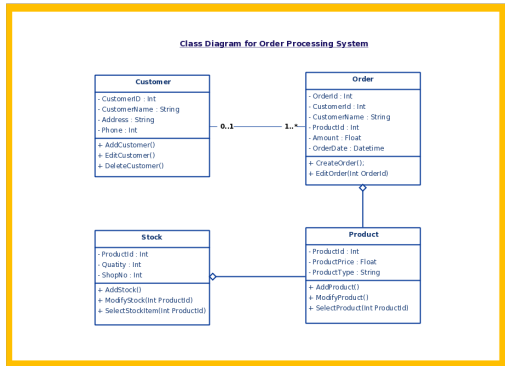 Class Diagram for Order Processing System
Customer
- CustomerID : Int
- CustomerName : String
- Address : String
- Phone : Int
+ AddCustomer()
+ EditCustomer()
+ DeleteCustomer()
0..1
1..*
Order
- OrderId : Int
- CustomerId : Int
- CustomerName : String
- ProductId : Int
- Amount : Float
- OrderDate : Datetime
+ CreateOrder();
+ EditOrder(Int OrderId)
Stock
- ProductId : Int
- Quatity : Int
- ShopNo : Int
+ AddStock()
+ ModifyStock(Int ProductId)
+ SelectStockItem(Int ProductId)
Product
- ProductId : Int
- ProductPrice : Float
- ProductType : String
+ AddProduct()
+ ModifyProduct()
+ SelectProduct(Int ProductId)